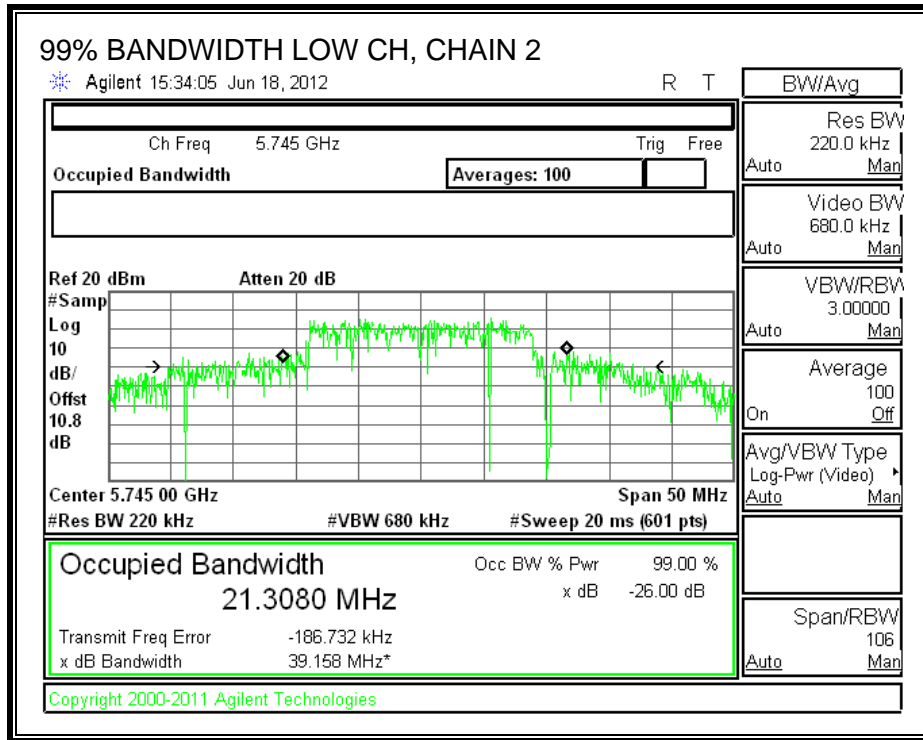 99% BANDWIDTH LOW CH, CHAIN 2
Agilent 15:34:05 Jun 18, 2012 R T
Ch Freq 5.745 GHz Trig Free
Occupied Bandwidth Averages: 100
Ref 20 dBm Atten 20 dB
#Samp
Log
10
dB/
Offst
10.8
dB
Center 5.745 00 GHz Span 50 MHz
#Res BW 220 kHz #VBW 680 kHz #Sweep 20 ms (601 pts)
Occupied Bandwidth Occ BW % Pwr 99.00 %
21.3080 MHz x dB -26.00 dB
Transmit Freq Error -186.732 kHz
x dB Bandwidth 39.158 MHz*
Copyright 2000-2011 Agilent Technologies
BW/Avg
Res BW
220.0 kHz
Auto Man
Video BW
680.0 kHz
Auto Man
VBW/RBW
3.00000
Auto Man
Average
100
On Off
Avg/VBW Type
Log-Pwr (Video)
Auto Man
Span/RBW
106
Auto Man